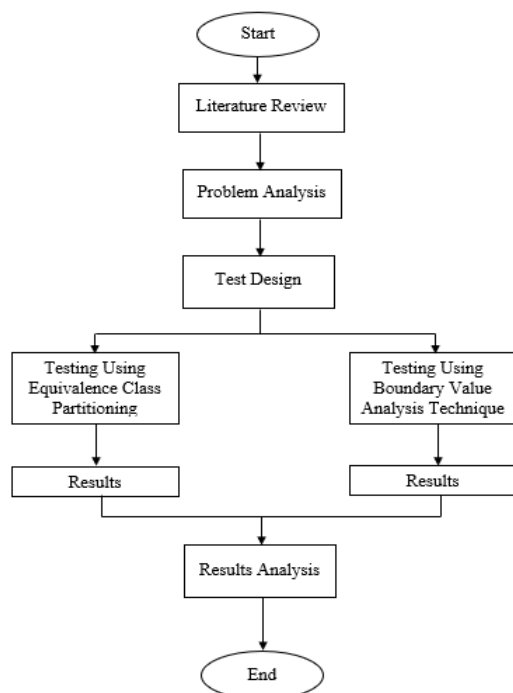 Start
Literature Review
Problem Analysis
Test Design
Testing Using
Equivalence Class
Partitioning
Testing Using
Boundary Value
Analysis Technique
Results
Results
Results Analysis
End